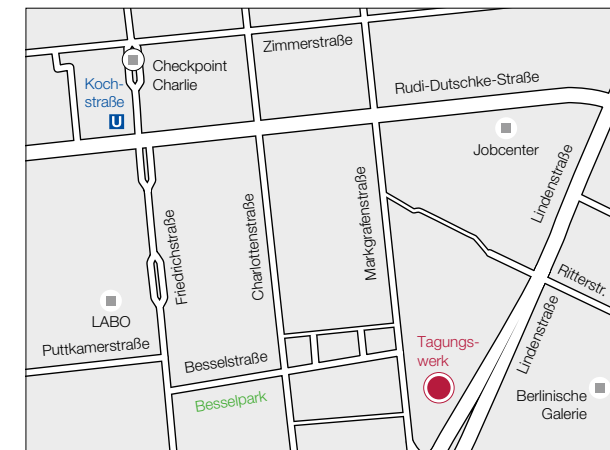 Zimmerstraße
Checkpoint
Charlie
Koch-
straße
U
Rudi-Dutschke-Straße
Jobcenter
Lindenstraße
Friedrichstraße
Charlottenstraße
Markgrafenstraße
Ritterstr.
LABO
Puttkamerstraße
Besselstraße
Besselpark
Tagungs-
werk
Lindenstraße
Berlinische
Galerie